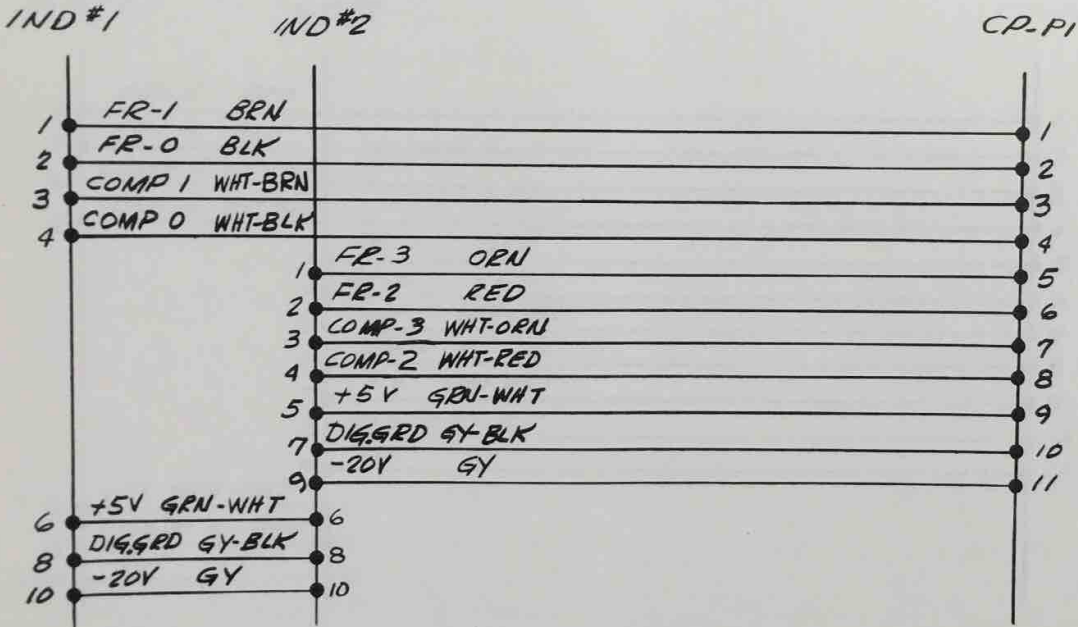 IND #1 IND #2 CP-P1
1 FR-1 BRN 1
2 FR-0 BLK 2
3 COMP 1 WHT-BRN 3
4 COMP 0 WHT-BLK 4
1 FR-3 ORN 5
2 FR-2 RED 6
3 COMP-3 WHT-ORN 7
4 COMP-2 WHT-RED 8
5 +5V GRN-WHT 9
7 DIG.GRD GY-BLK 10
9 -20V GY 11
6 +5V GRN-WHT 6
8 DIG.GRD GY-BLK 8
10 -20V GY 10